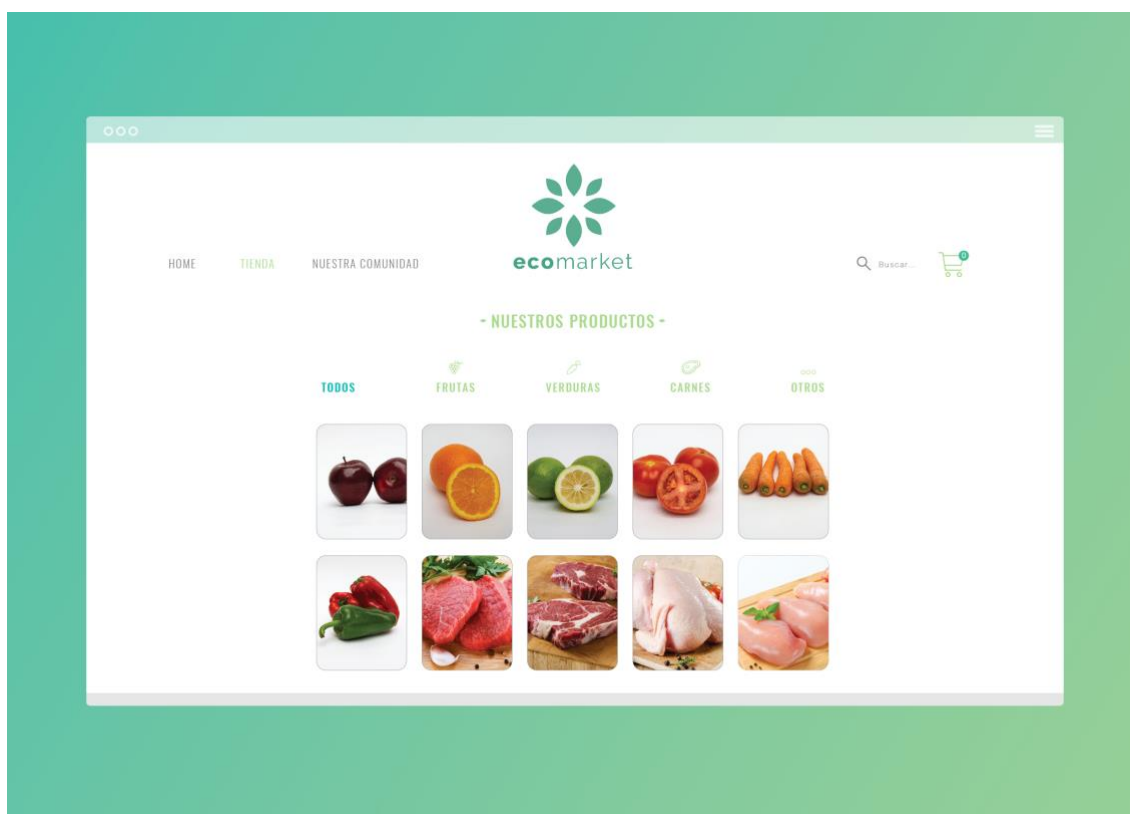 ecomarket
HOME
TIENDA
NUESTRA COMUNIDAD
Buscar...
0
- NUESTROS PRODUCTOS -
TODOS
FRUTAS
VERDURAS
CARNES
OTROS